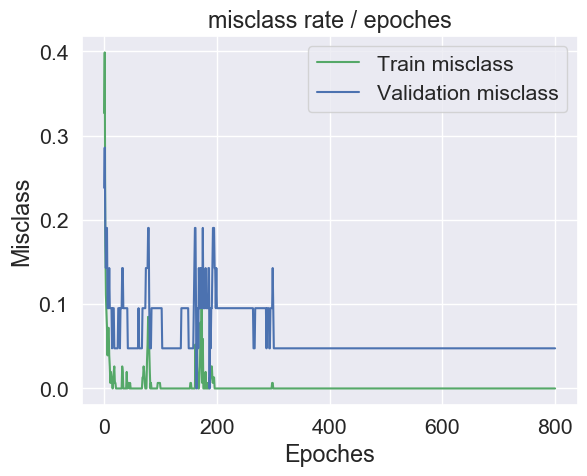 misclass rate / epoches
Train misclass
Validation misclass
Misclass
0.4
0.3
0.2
0.1
0.0
0
200
400
600
800
Epoches